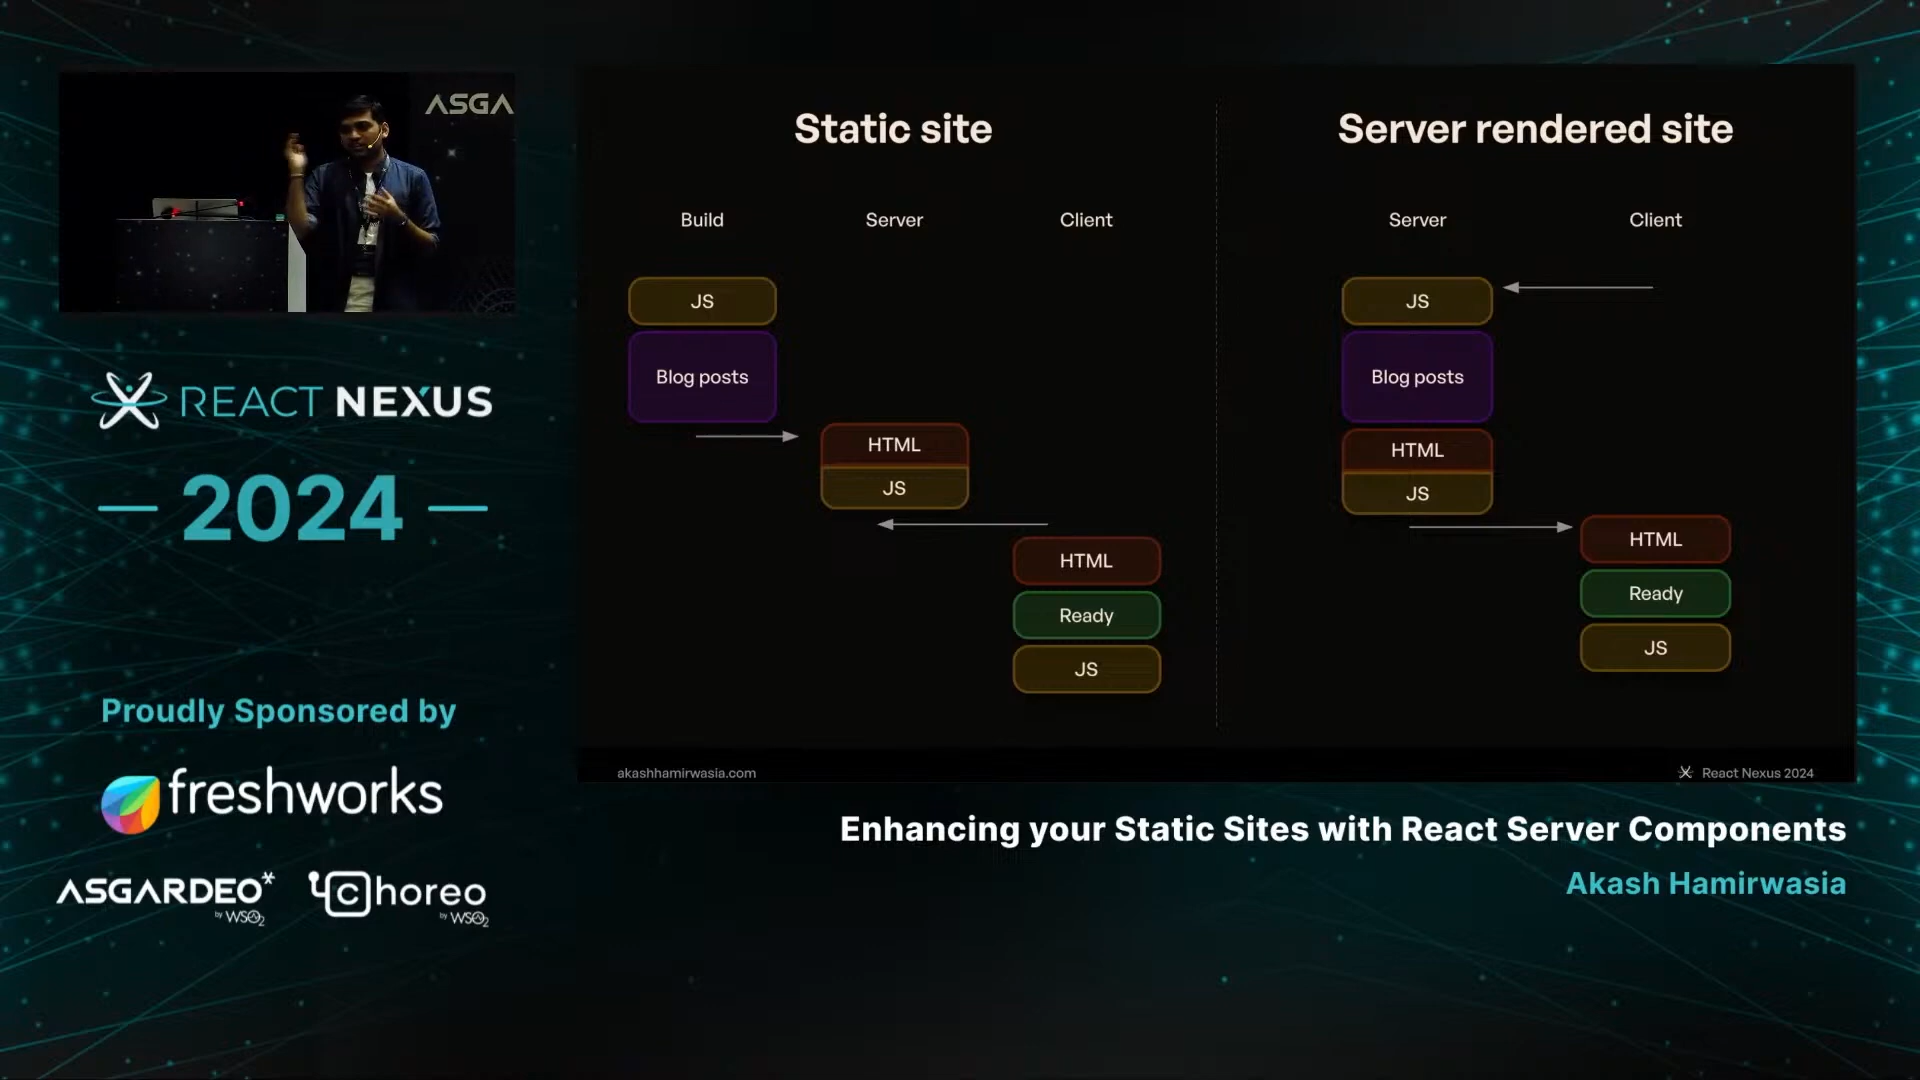 ASGA
REACT NEXUS
2024
Proudly Sponsored by
freshworks
ASGARDEO
by WSO2
choreo
by WSO2
Static site
Build
Server
Client
JS
Blog posts
HTML
JS
HTML
Ready
JS
Server rendered site
Server
Client
JS
Blog posts
HTML
JS
HTML
Ready
JS
akashhamirwasia.com
React Nexus 2024
Enhancing your Static Sites with React Server Components
Akash Hamirwasia